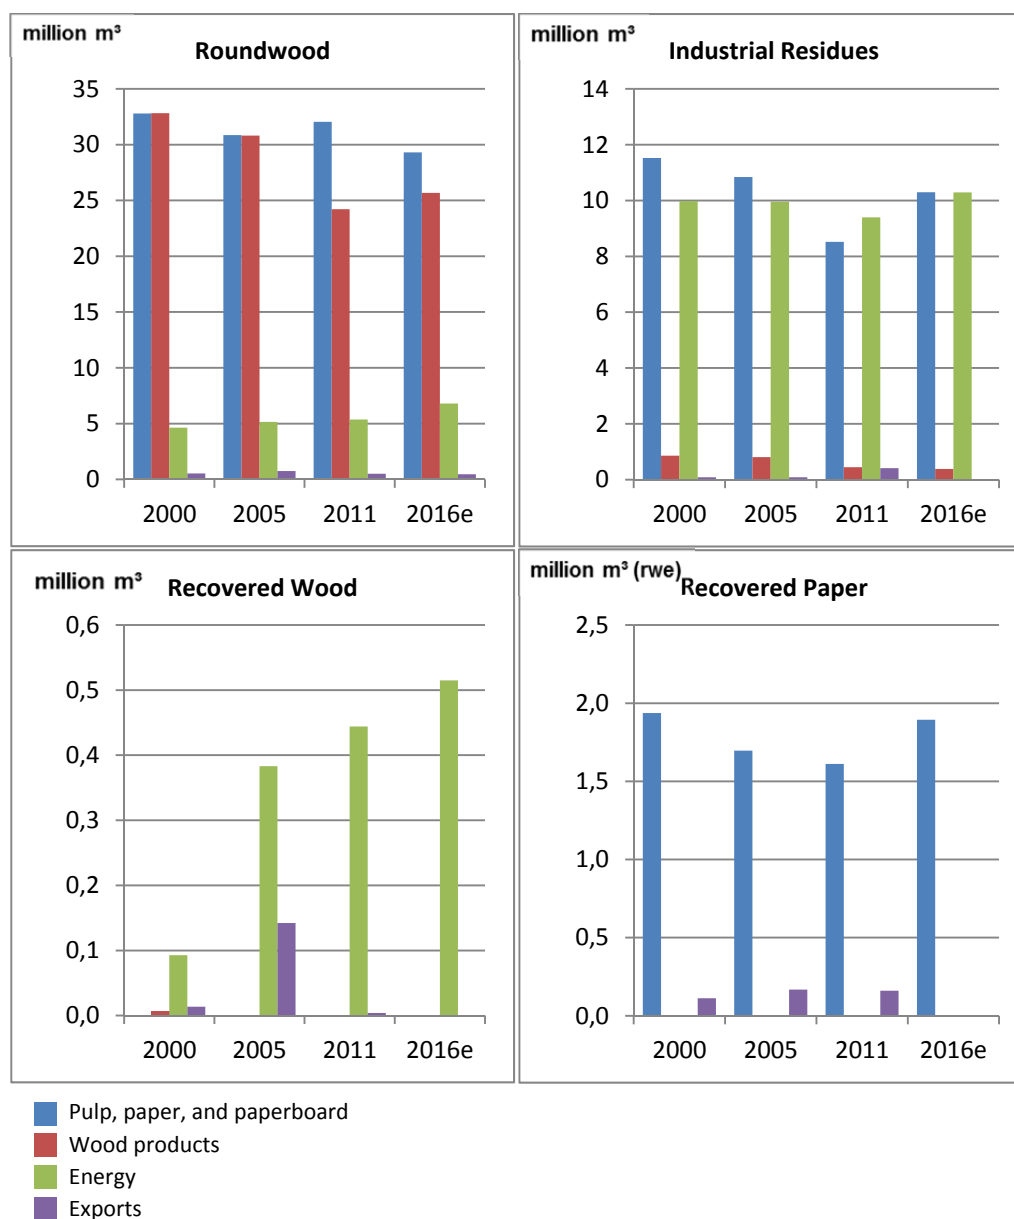 million m³
Roundwood
35
30
25
20
15
10
5
0
2000 2005 2011 2016e
million m³
Industrial Residues
14
12
10
8
6
4
2
0
2000 2005 2011 2016e
million m³
Recovered Wood
0,6
0,5
0,4
0,3
0,2
0,1
0,0
2000 2005 2011 2016e
million m³ (rwe)
Recovered Paper
2,5
2,0
1,5
1,0
0,5
0,0
2000 2005 2011 2016e
Pulp, paper, and paperboard
Wood products
Energy
Exports